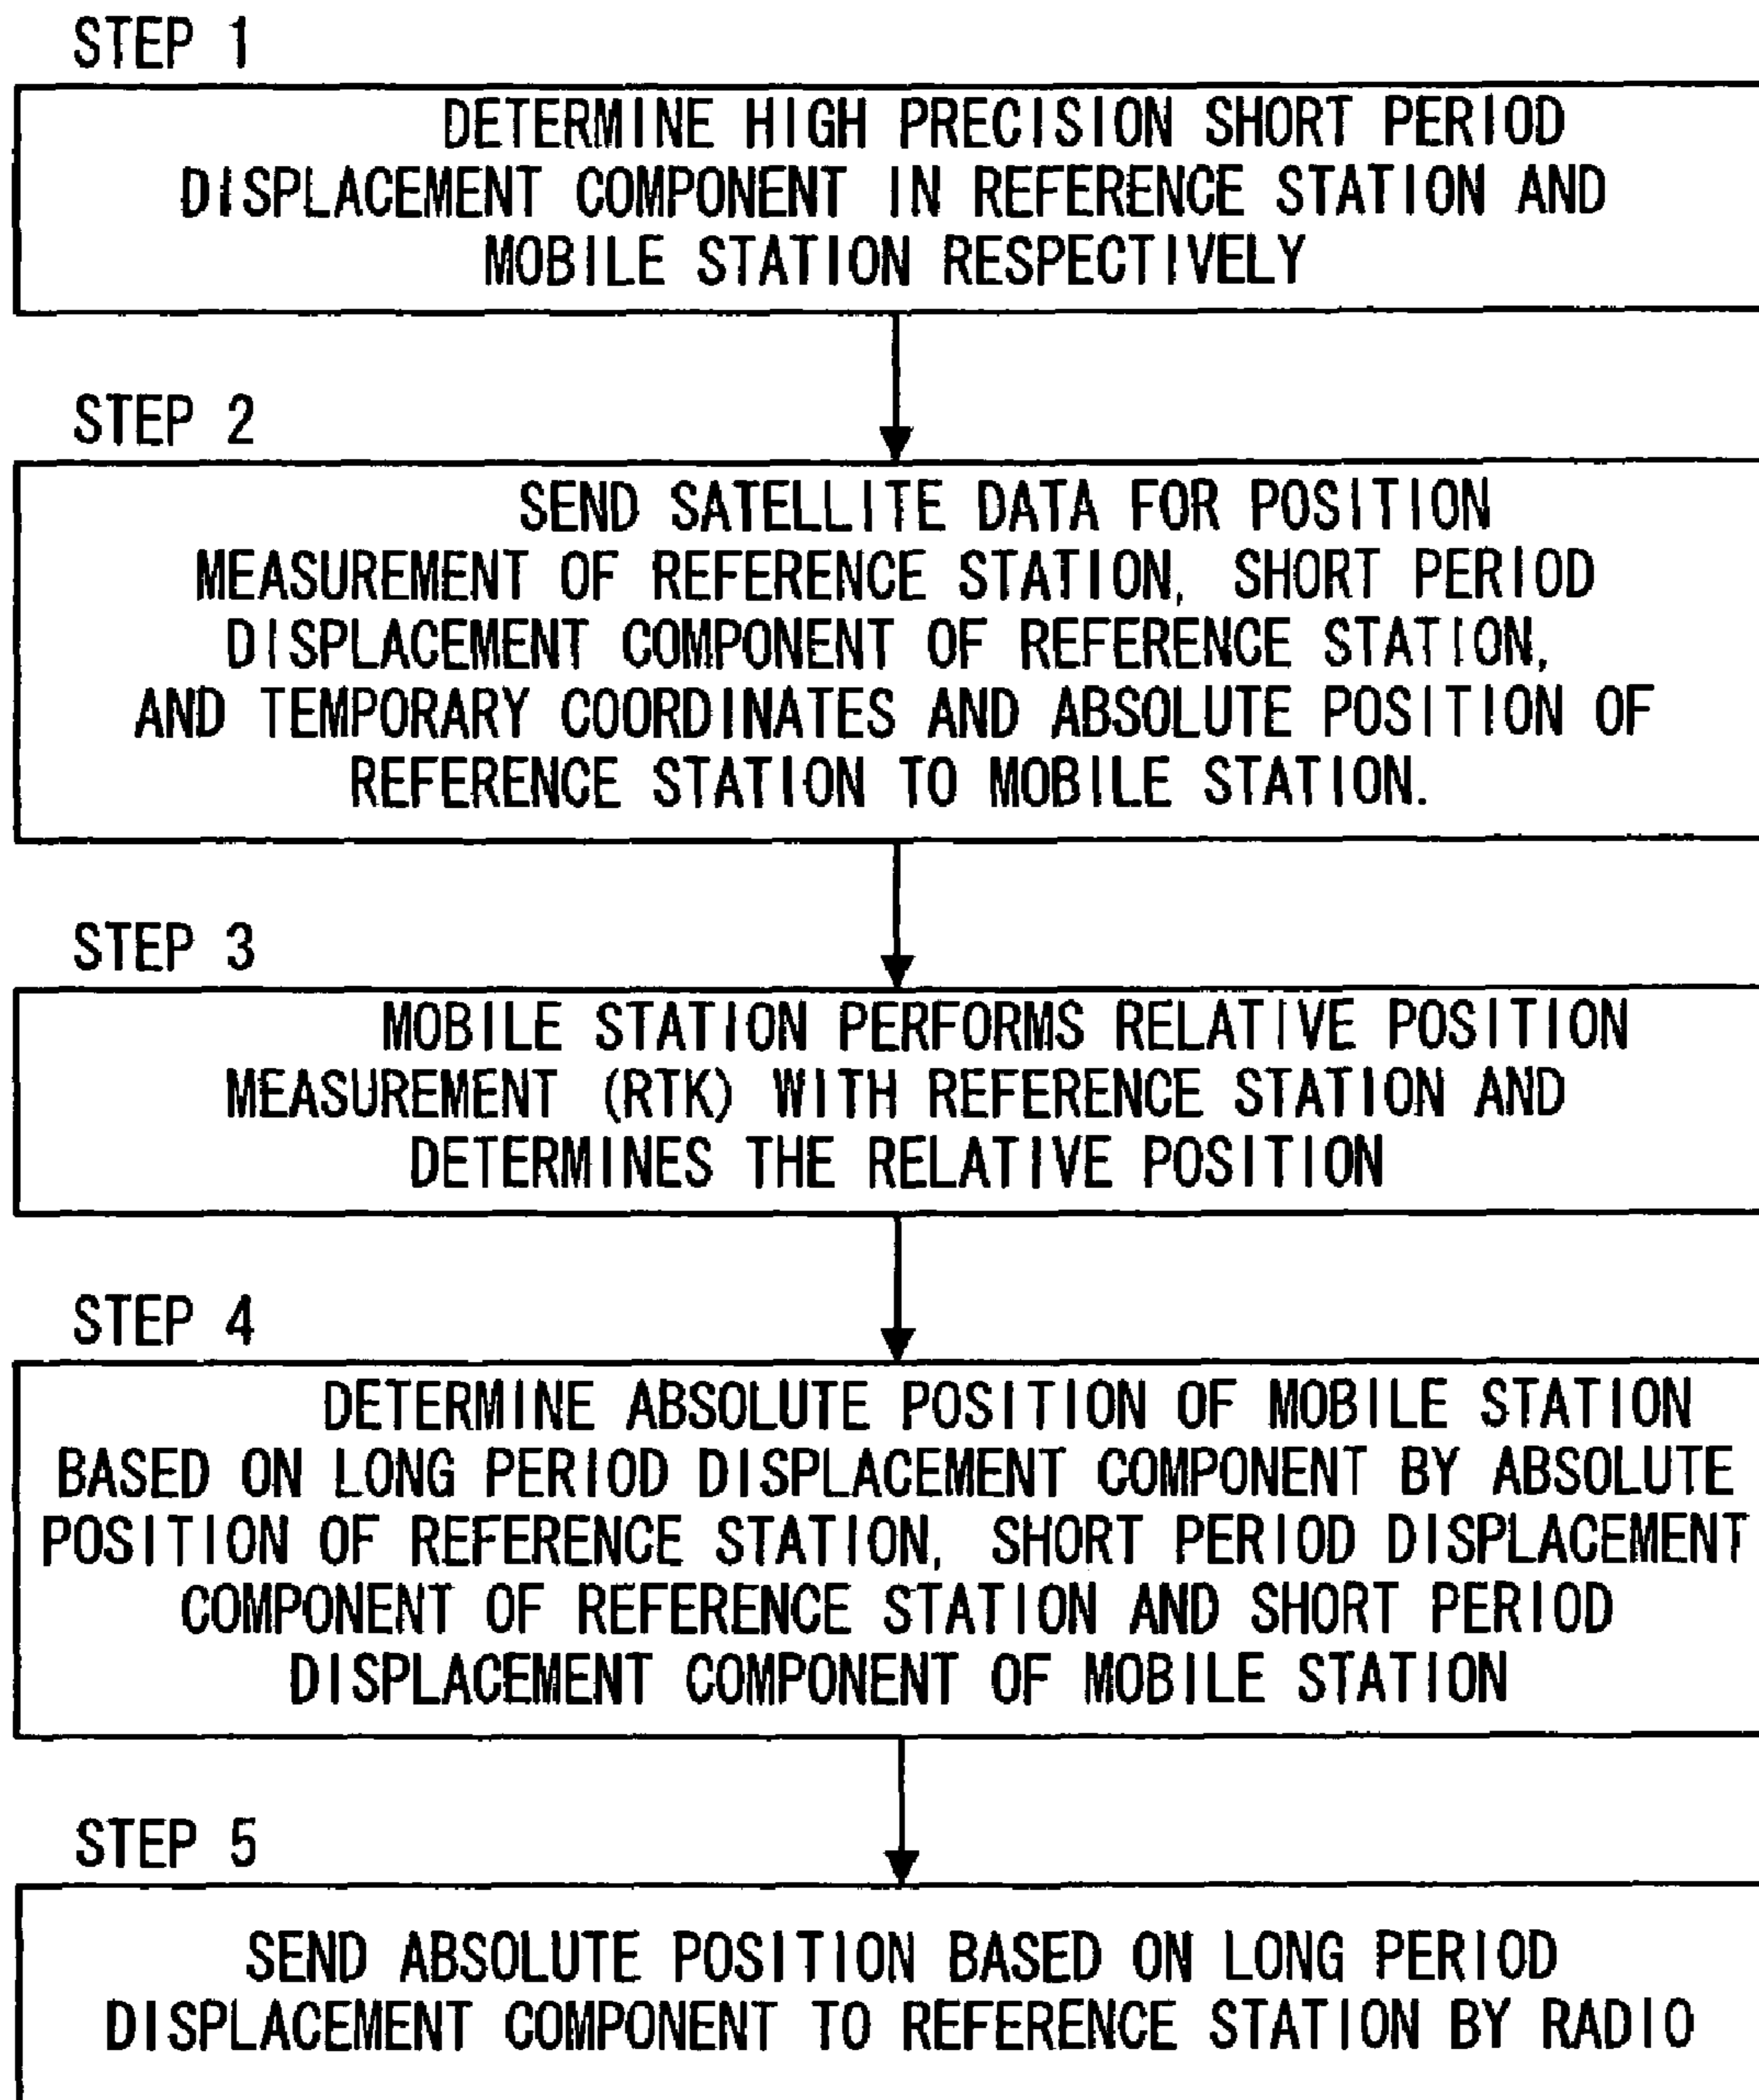 STEP 1
DETERMINE HIGH PRECISION SHORT PERIOD
DISPLACEMENT COMPONENT IN REFERENCE STATION AND
MOBILE STATION RESPECTIVELY
STEP 2
SEND SATELLITE DATA FOR POSITION
MEASUREMENT OF REFERENCE STATION, SHORT PERIOD
DISPLACEMENT COMPONENT OF REFERENCE STATION,
AND TEMPORARY COORDINATES AND ABSOLUTE POSITION OF
REFERENCE STATION TO MOBILE STATION.
STEP 3
MOBILE STATION PERFORMS RELATIVE POSITION
MEASUREMENT (RTK) WITH REFERENCE STATION AND
DETERMINES THE RELATIVE POSITION
STEP 4
DETERMINE ABSOLUTE POSITION OF MOBILE STATION
BASED ON LONG PERIOD DISPLACEMENT COMPONENT BY ABSOLUTE
POSITION OF REFERENCE STATION, SHORT PERIOD DISPLACEMENT
COMPONENT OF REFERENCE STATION AND SHORT PERIOD
DISPLACEMENT COMPONENT OF MOBILE STATION
STEP 5
SEND ABSOLUTE POSITION BASED ON LONG PERIOD
DISPLACEMENT COMPONENT TO REFERENCE STATION BY RADIO